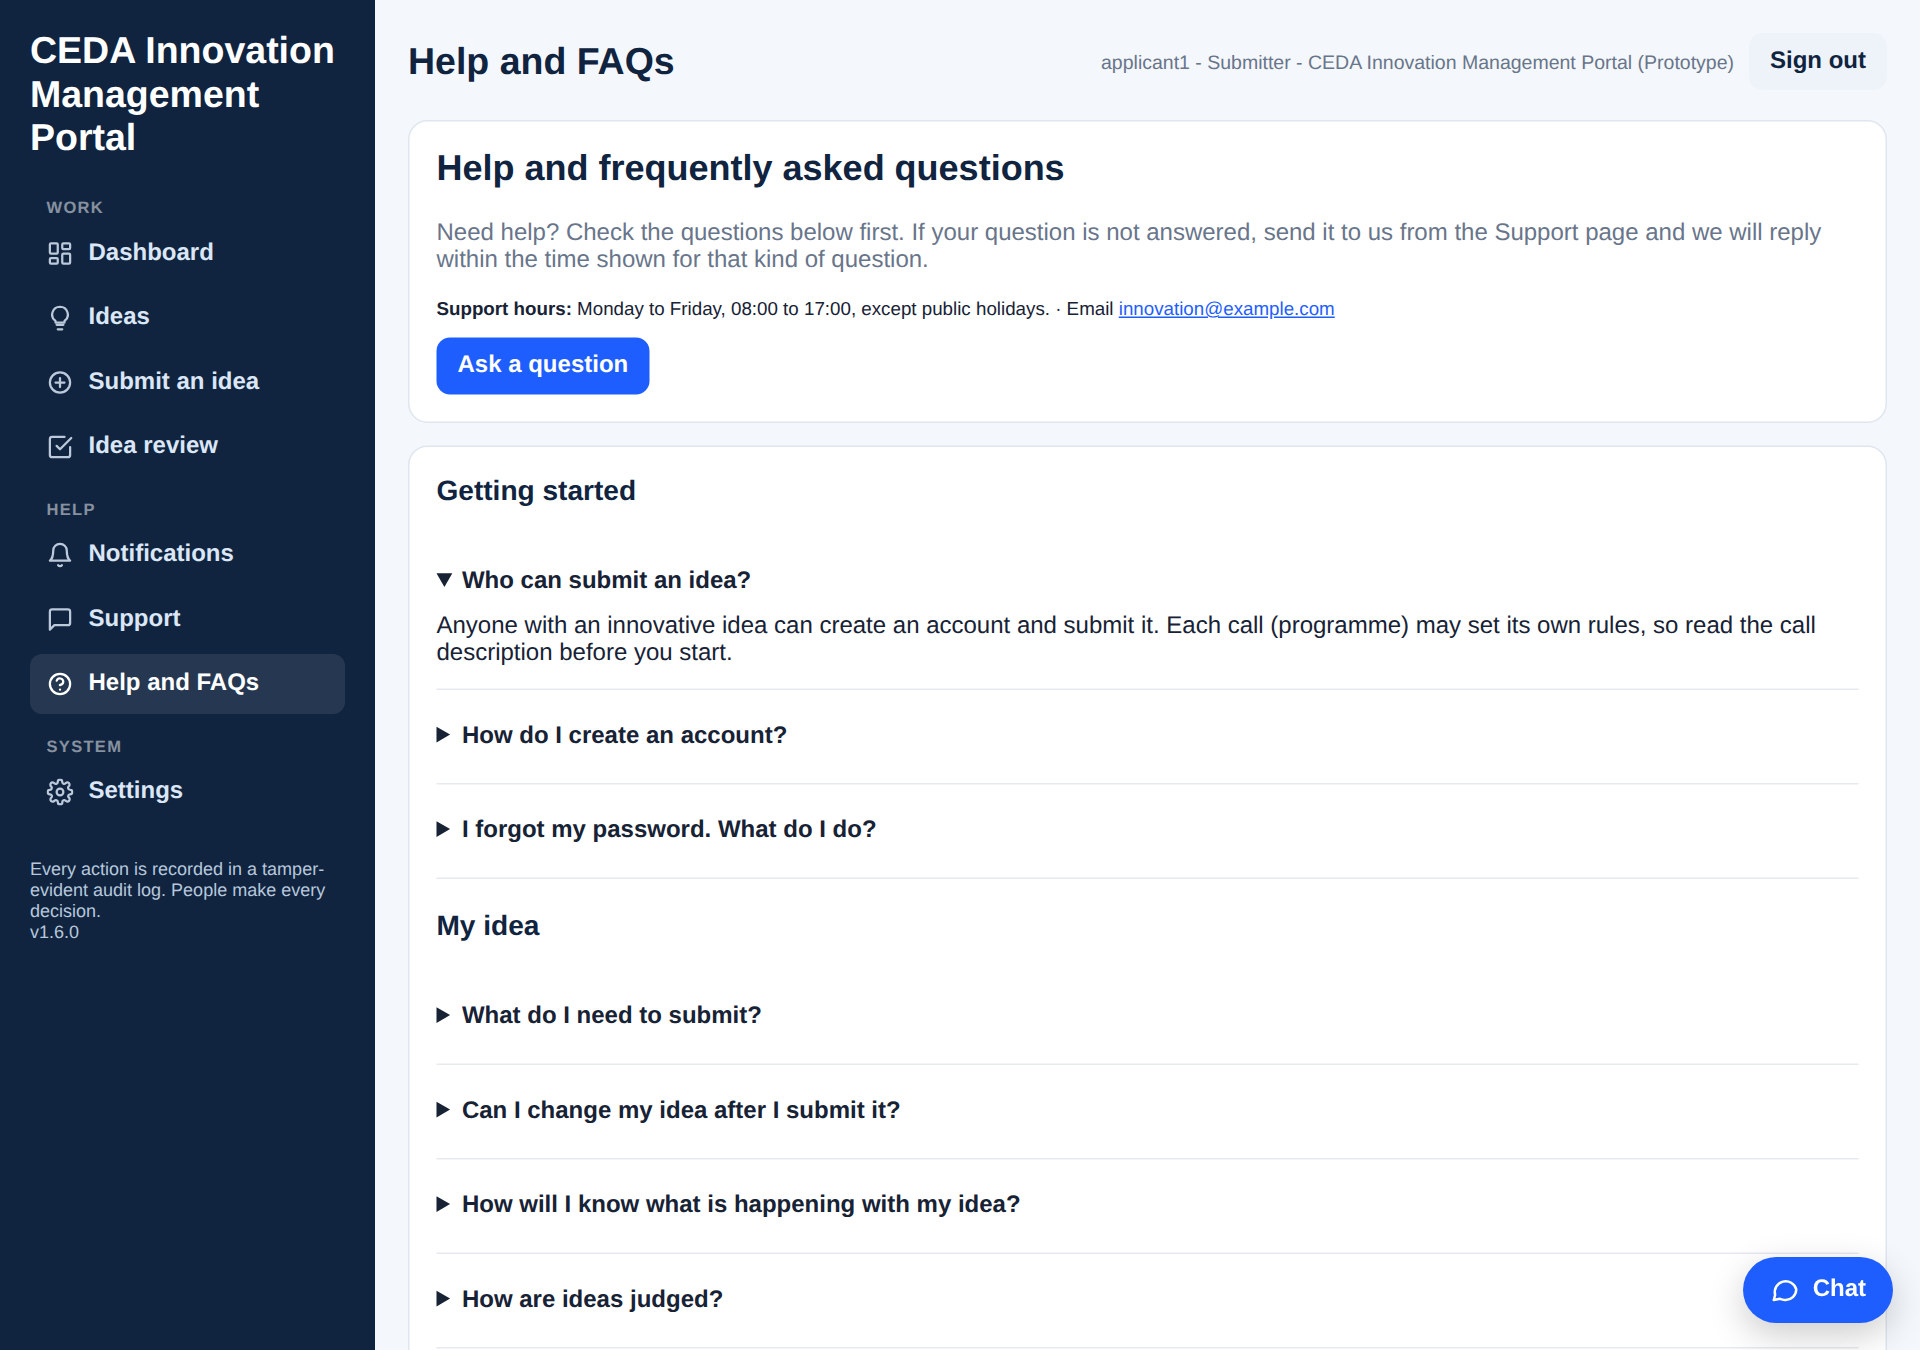 CEDA Innovation
Management
Portal
WORK
Dashboard
Ideas
Submit an idea
Idea review
HELP
Notifications
Support
Help and FAQs
SYSTEM
Settings
Every action is recorded in a tamper-
evident audit log. People make every
decision.
v1.6.0
Help and FAQs
applicant1 - Submitter - CEDA Innovation Management Portal (Prototype)
Sign out
Help and frequently asked questions
Need help? Check the questions below first. If your question is not answered, send it to us from the Support page and we will reply
within the time shown for that kind of question.
Support hours: Monday to Friday, 08:00 to 17:00, except public holidays. · Email innovation@example.com
Ask a question
Getting started
Who can submit an idea?
Anyone with an innovative idea can create an account and submit it. Each call (programme) may set its own rules, so read the call
description before you start.
How do I create an account?
I forgot my password. What do I do?
My idea
What do I need to submit?
Can I change my idea after I submit it?
How will I know what is happening with my idea?
How are ideas judged?
Chat